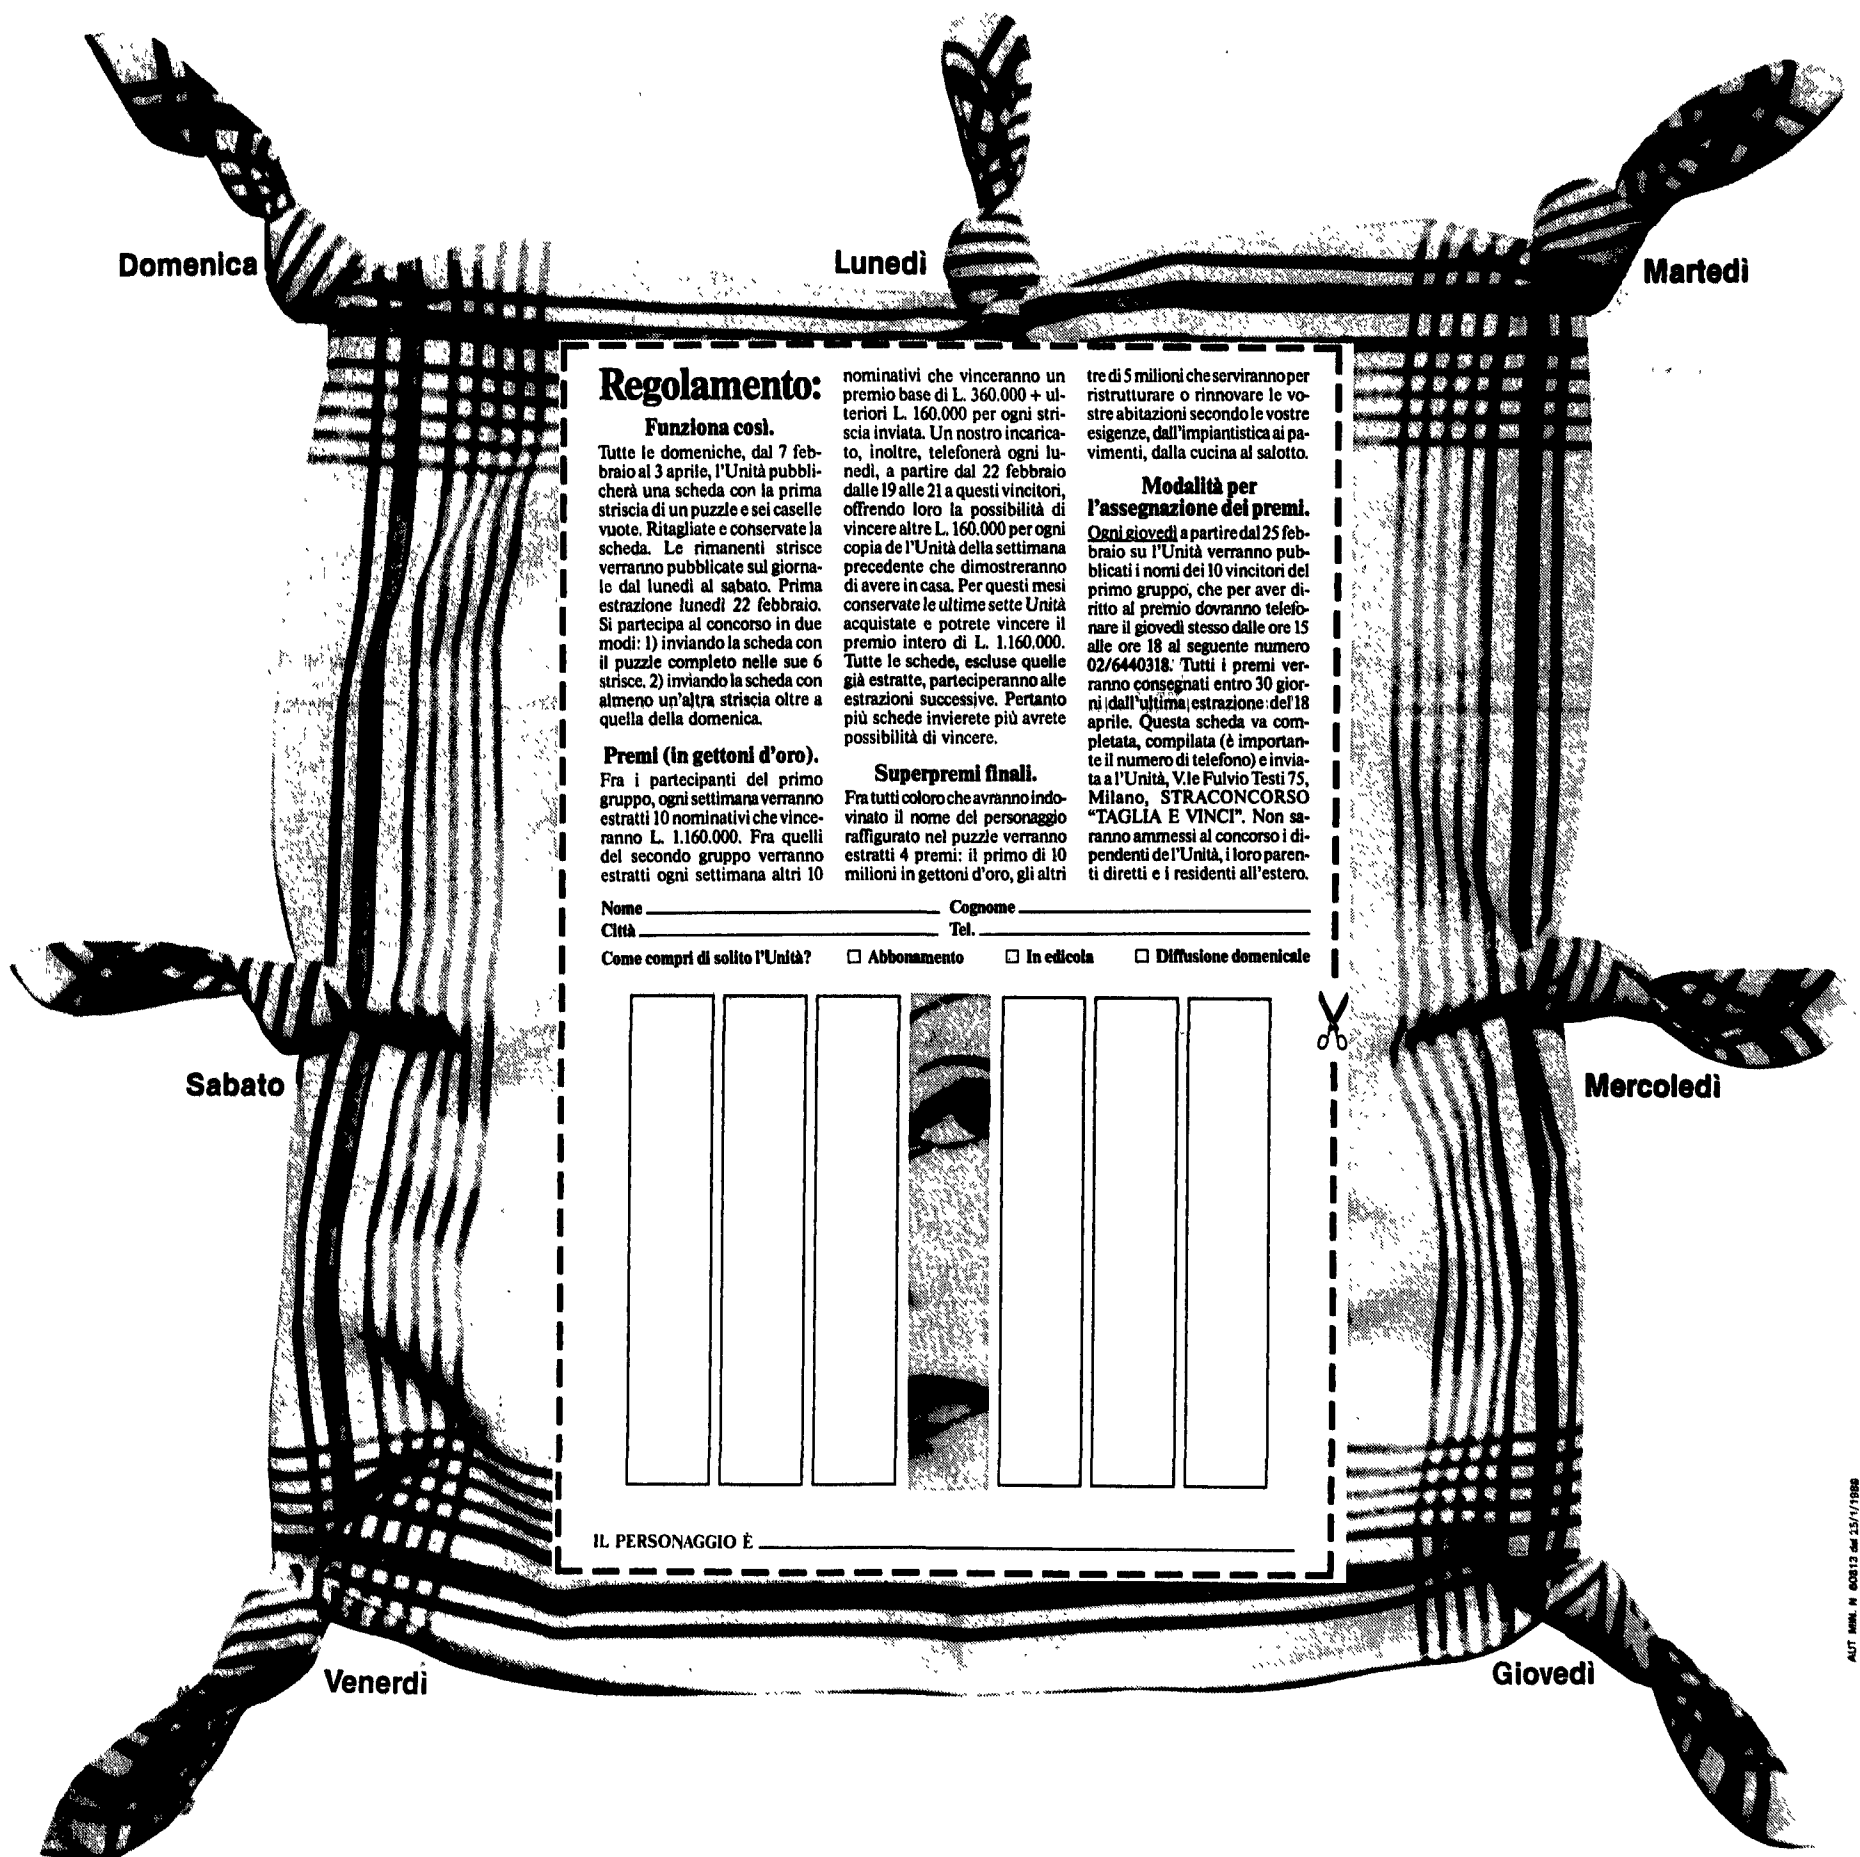 Domenica
Lunedì
Martedì
Regolamento:
Funziona così.
Tutte le domeniche, dal 7 feb-
braio al 3 aprile, l'Unità pubbli-
cherà una scheda con la prima
striscia di un puzzle e sei caselle
vuote. Ritagliate e conservate la
scheda. Le rimanenti strisce
verranno pubblicate sul giorna-
le dal lunedì al sabato. Prima
estrazione lunedì 22 febbraio.
Si partecipa al concorso in due
modi: 1) inviando la scheda con
il puzzle completo nelle sue 6
strisce. 2) inviando la scheda con
almeno un'altra striscia oltre a
quella della domenica.
Premi (in gettoni d'oro).
Fra i partecipanti del primo
gruppo, ogni settimana verranno
estratti 10 nominativi che vince-
ranno L. 1.160.000. Fra quelli
del secondo gruppo verranno
estratti ogni settimana altri 10
nominativi che vinceranno un
premio base di L. 360.000 + ul-
teriori L. 160.000 per ogni stri-
scia inviata. Un nostro incarica-
to, inoltre, telefonerà ogni lu-
nedì, a partire dal 22 febbraio
dalle 19 alle 21 a questi vincitori,
offrendo loro la possibilità di
vincere altre L. 160.000 per ogni
copia de l'Unità della settimana
precedente che dimostreranno
di avere in casa. Per questi mesi
conservate le ultime sette Unità
acquistate e potrete vincere il
premio intero di L. 1.160.000.
Tutte le schede, escluse quelle
già estratte, parteciperanno alle
estrazioni successive. Pertanto
più schede invierete più avrete
possibilità di vincere.
Superpremi finali.
Fra tutti coloro che avranno indo-
vinato il nome del personaggio
raffigurato nel puzzle verranno
estratti 4 premi: il primo di 10
milioni in gettoni d'oro, gli altri
tre di 5 milioni che serviranno per
ristrutturare o rinnovare le vo-
stre abitazioni secondo le vostre
esigenze, dall'impiantistica ai pa-
vimenti, dalla cucina al salotto.
Modalità per
l'assegnazione dei premi.
Ogni giovedì a partire dal 25 feb-
braio su l'Unità verranno pub-
blicati i nomi dei 10 vincitori del
primo gruppo, che per aver di-
ritto al premio dovranno telefo-
nare il giovedì stesso dalle ore 15
alle ore 18 al seguente numero
02/6440318. Tutti i premi ver-
ranno consegnati entro 30 gior-
ni dall'ultima estrazione del 18
aprile. Questa scheda va com-
pletata, compilata (è importan-
te il numero di telefono) e invia-
ta a l'Unità, V.le Fulvio Testi 75,
Milano, STRACONCORSO
"TAGLIA E VINCI". Non sa-
ranno ammessi al concorso i di-
pendenti de l'Unità, i loro paren-
ti diretti e i residenti all'estero.
Nome Cognome
Città Tel.
Come compri di solito l'Unità? Abbonamento In edicola Diffusione domenicale
Sabato
Mercoledì
IL PERSONAGGIO È
Venerdì
Giovedì
AUT. MIN. N.